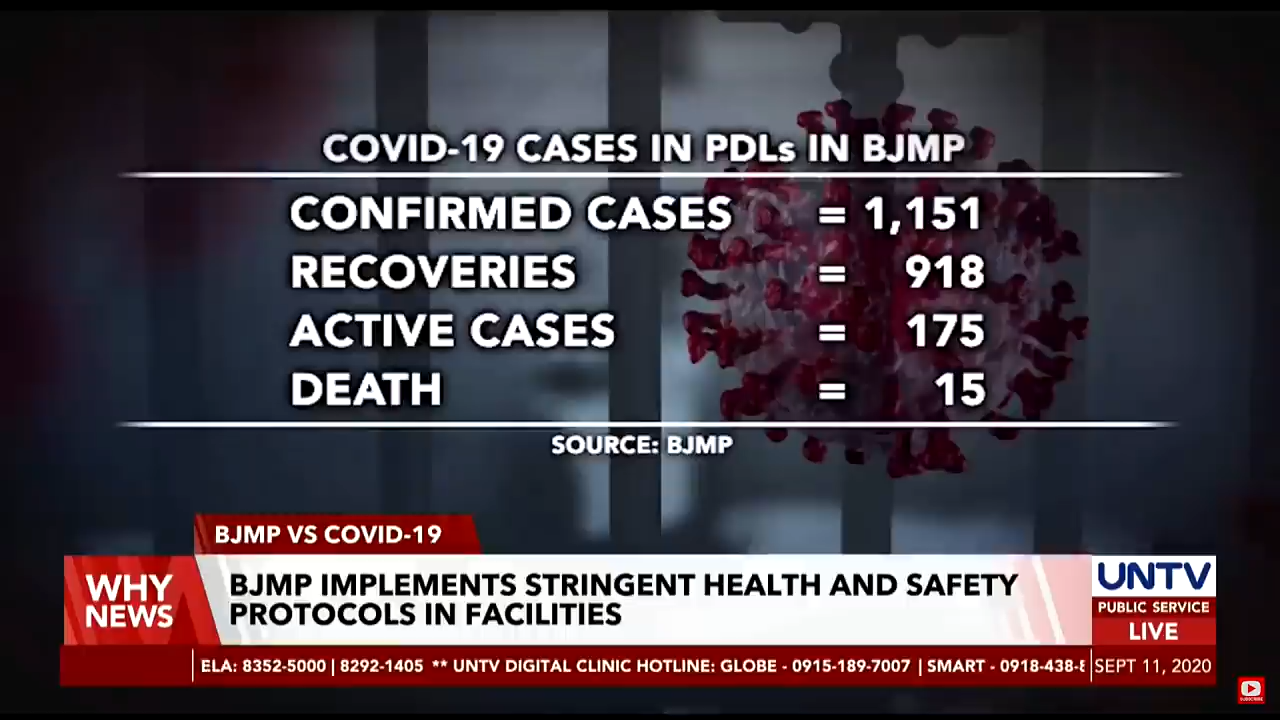 COVID-19 CASES IN PDLs IN BJMP
CONFIRMED CASES = 1,151
RECOVERIES = 918
ACTIVE CASES = 175
DEATH = 15
SOURCE: BJMP
BJMP VS COVID-19
WHY NEWS
BJMP IMPLEMENTS STRINGENT HEALTH AND SAFETY
PROTOCOLS IN FACILITIES
UNTV
PUBLIC SERVICE
LIVE
ELA: 8352-5000 | 8292-1405 ** UNTV DIGITAL CLINIC HOTLINE: GLOBE - 0915-189-7007 | SMART - 0918-438-
SEPT 11, 2020
SUBSCRIBE